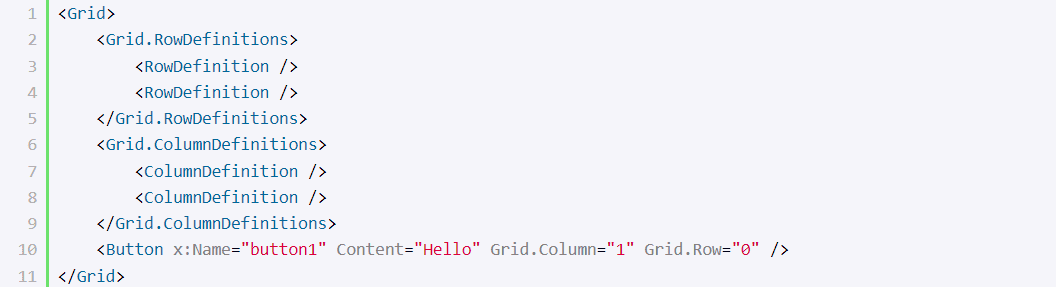 1 <Grid>
2     <Grid.RowDefinitions>
3         <RowDefinition />
4         <RowDefinition />
5     </Grid.RowDefinitions>
6     <Grid.ColumnDefinitions>
7         <ColumnDefinition />
8         <ColumnDefinition />
9     </Grid.ColumnDefinitions>
10     <Button x:Name="button1" Content="Hello" Grid.Column="1" Grid.Row="0" />
11 </Grid>